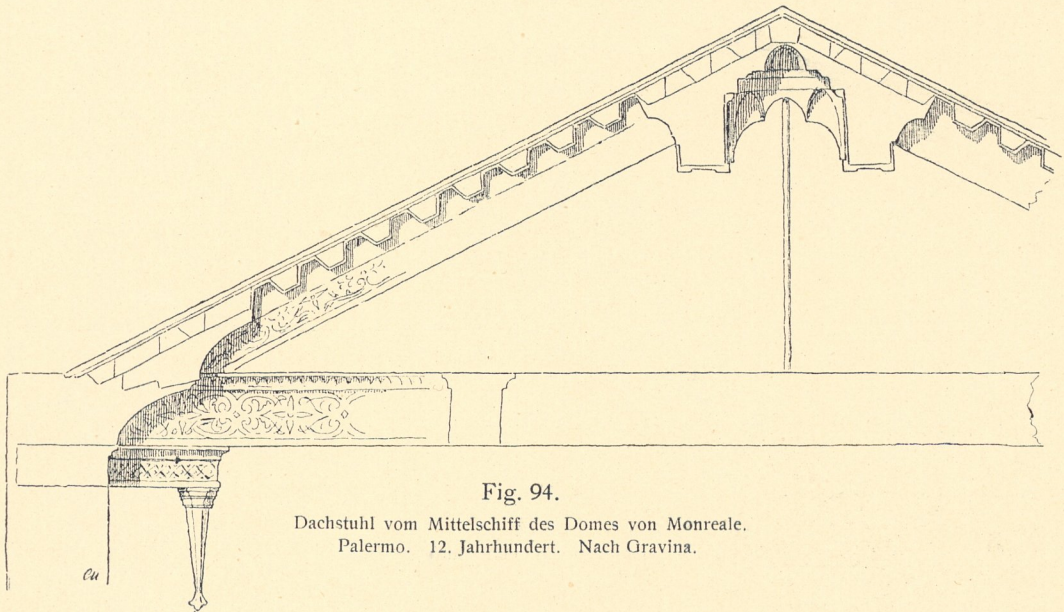 Fig. 94.
Dachstuhl vom Mittelschiff des Domes von Monreale.
Palermo. 12. Jahrhundert. Nach Gravina.